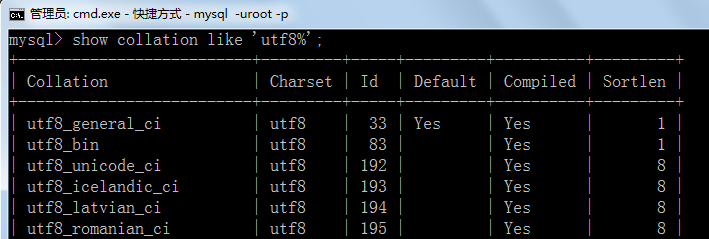 管理员: cmd.exe - 快捷方式 - mysql  -uroot -p
mysql> show collation like 'utf8%';
+--------------------------+---------+-----+---------+----------+---------+
| Collation                | Charset | Id  | Default | Compiled | Sortlen |
+--------------------------+---------+-----+---------+----------+---------+
| utf8_general_ci          | utf8    |  33 | Yes     | Yes      |       1 |
| utf8_bin                 | utf8    |  83 |         | Yes      |       1 |
| utf8_unicode_ci          | utf8    | 192 |         | Yes      |       8 |
| utf8_icelandic_ci        | utf8    | 193 |         | Yes      |       8 |
| utf8_latvian_ci          | utf8    | 194 |         | Yes      |       8 |
| utf8_romanian_ci         | utf8    | 195 |         | Yes      |       8 |